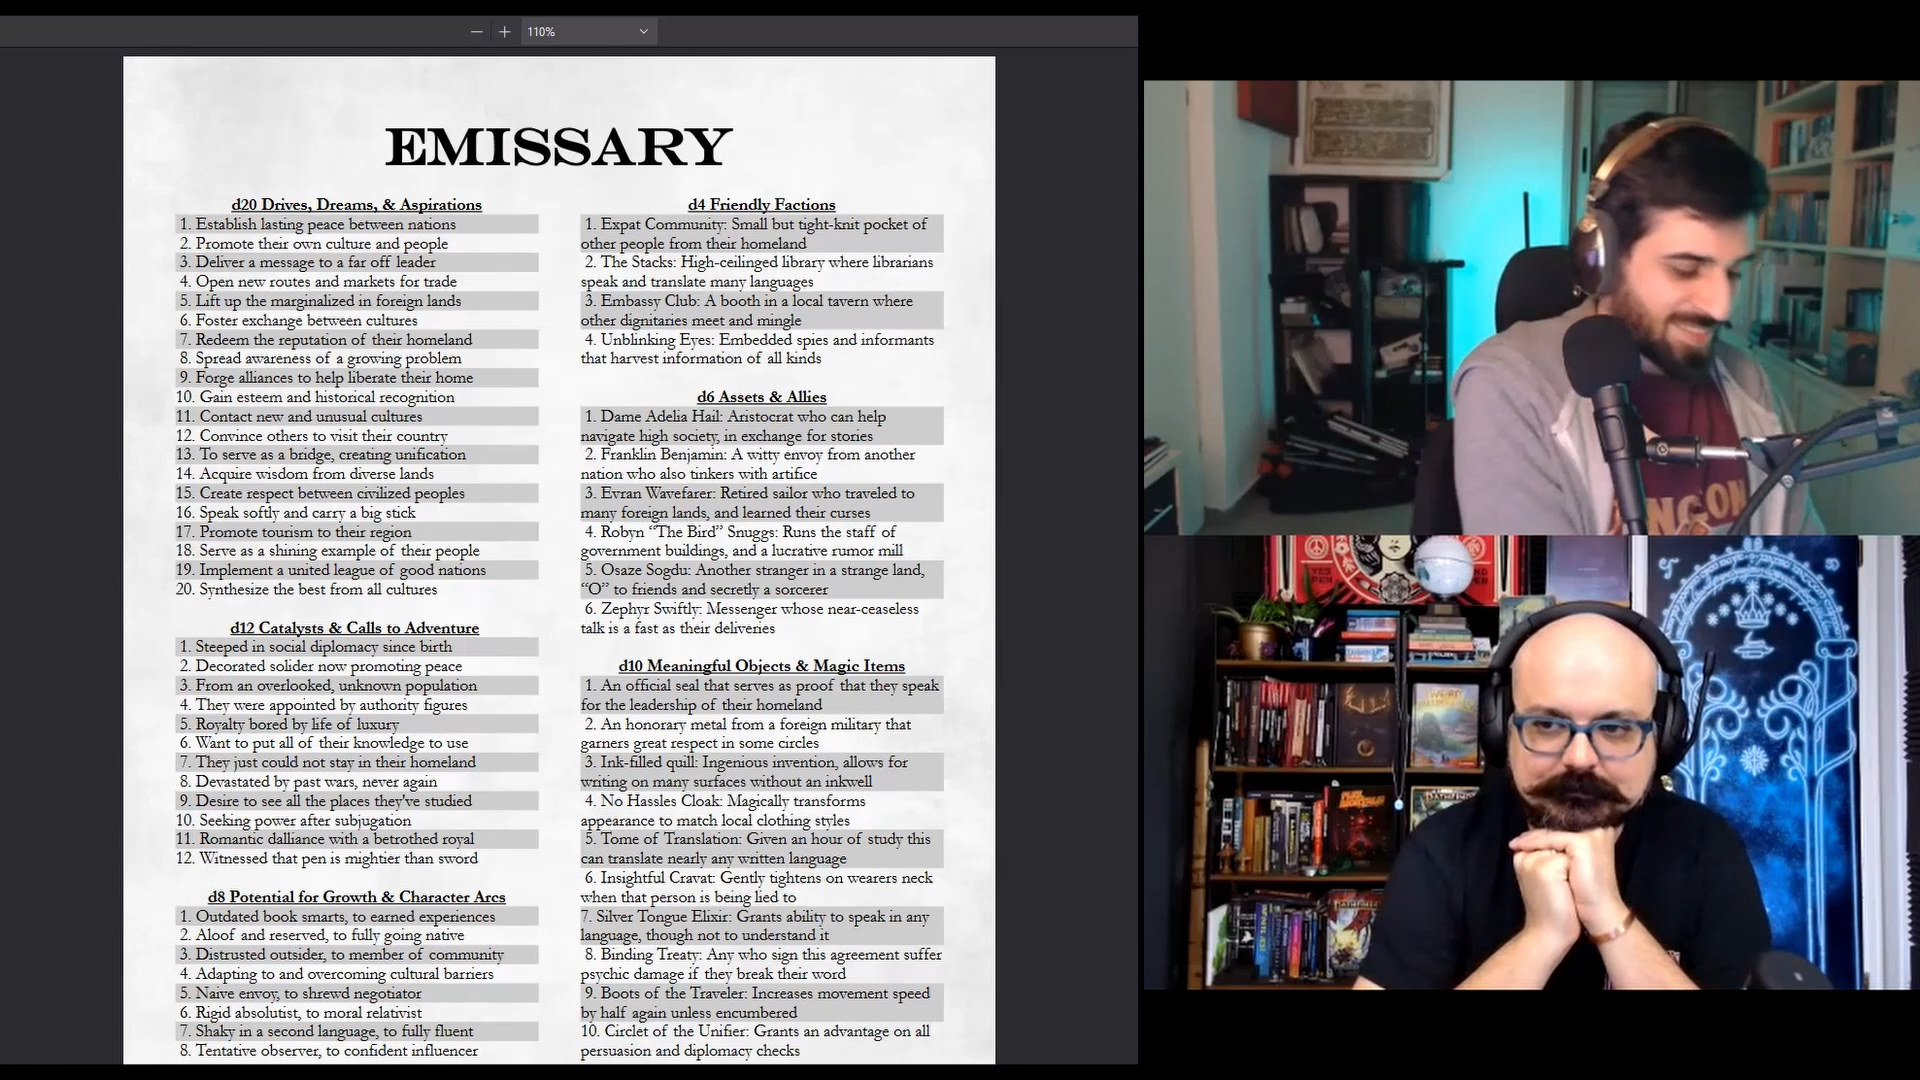 110%
EMISSARY
d20 Drives, Dreams, & Aspirations
1. Establish lasting peace between nations
2. Promote their own culture and people
3. Deliver a message to a far off leader
4. Open new routes and markets for trade
5. Lift up the marginalized in foreign lands
6. Foster exchange between cultures
7. Redeem the reputation of their homeland
8. Spread awareness of a growing problem
9. Forge alliances to help liberate their home
10. Gain esteem and historical recognition
11. Contact new and unusual cultures
12. Convince others to visit their country
13. To serve as a bridge, creating unification
14. Acquire wisdom from diverse lands
15. Create respect between civilized peoples
16. Speak softly and carry a big stick
17. Promote tourism to their region
18. Serve as a shining example of their people
19. Implement a united league of good nations
20. Synthesize the best from all cultures
d12 Catalysts & Calls to Adventure
1. Steeped in social diplomacy since birth
2. Decorated solider now promoting peace
3. From an overlooked, unknown population
4. They were appointed by authority figures
5. Royalty bored by life of luxury
6. Want to put all of their knowledge to use
7. They just could not stay in their homeland
8. Devastated by past wars, never again
9. Desire to see all the places they've studied
10. Seeking power after subjugation
11. Romantic dalliance with a betrothed royal
12. Witnessed that pen is mightier than sword
d8 Potential for Growth & Character Arcs
1. Outdated book smarts, to earned experiences
2. Aloof and reserved, to fully going native
3. Distrusted outsider, to member of community
4. Adapting to and overcoming cultural barriers
5. Naive envoy, to shrewd negotiator
6. Rigid absolutist, to moral relativist
7. Shaky in a second language, to fully fluent
8. Tentative observer, to confident influencer
d4 Friendly Factions
1. Expat Community: Small but tight-knit pocket of
other people from their homeland
2. The Stacks: High-ceilinged library where librarians
speak and translate many languages
3. Embassy Club: A booth in a local tavern where
other dignitaries meet and mingle
4. Unblinking Eyes: Embedded spies and informants
that harvest information of all kinds
d6 Assets & Allies
1. Dame Adelia Hail: Aristocrat who can help
navigate high society, in exchange for stories
2. Franklin Benjamin: A witty envoy from another
nation who also tinkers with artifice
3. Evran Wavefarer: Retired sailor who traveled to
many foreign lands, and learned their curses
4. Robyn “The Bird” Snuggs: Runs the staff of
government buildings, and a lucrative rumor mill
5. Osaze Sogdu: Another stranger in a strange land,
“O” to friends and secretly a sorcerer
6. Zephyr Swiftly: Messenger whose near-ceaseless
talk is a fast as their deliveries
d10 Meaningful Objects & Magic Items
1. An official seal that serves as proof that they speak
for the leadership of their homeland
2. An honorary metal from a foreign military that
garners great respect in some circles
3. Ink-filled quill: Ingenious invention, allows for
writing on many surfaces without an inkwell
4. No Hassles Cloak: Magically transforms
appearance to match local clothing styles
5. Tome of Translation: Given an hour of study this
can translate nearly any written language
6. Insightful Cravat: Gently tightens on wearers neck
when that person is being lied to
7. Silver Tongue Elixir: Grants ability to speak in any
language, though not to understand it
8. Binding Treaty: Any who sign this agreement suffer
psychic damage if they break their word
9. Boots of the Traveler: Increases movement speed
by half again unless encumbered
10. Circlet of the Unifier: Grants an advantage on all
persuasion and diplomacy checks